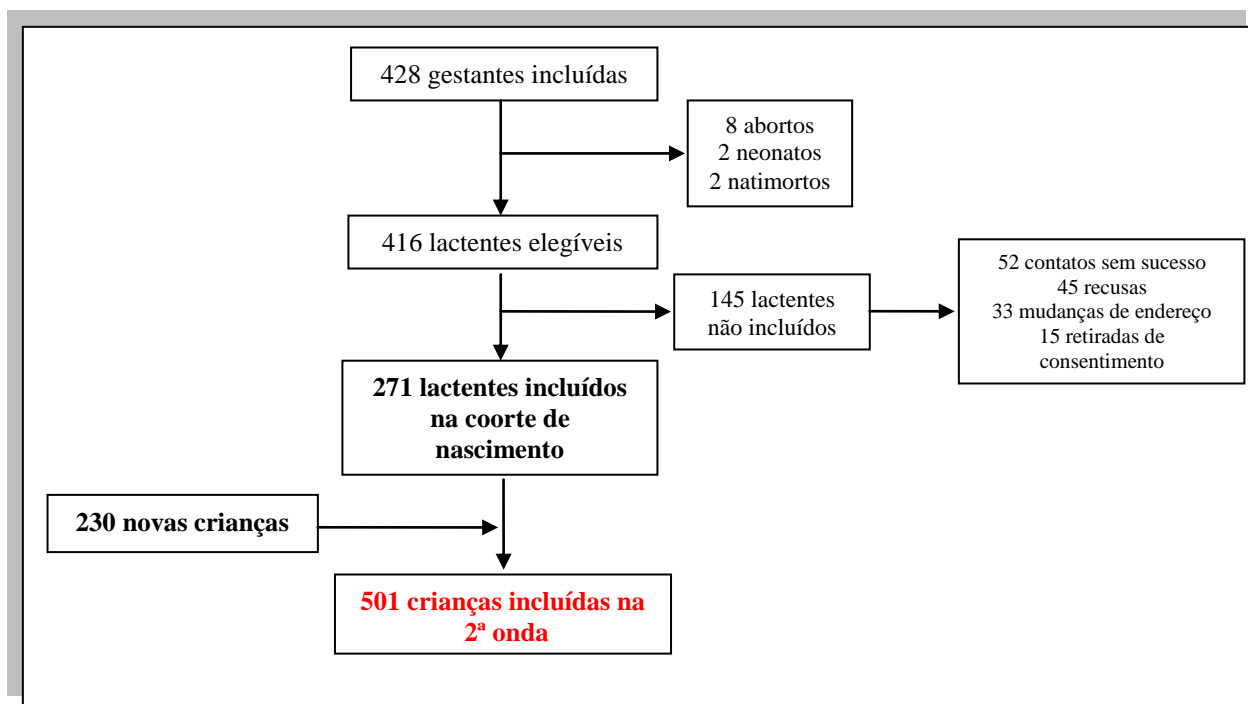 428 gestantes incluídas
8 abortos
2 neonatos
2 natimortos
416 lactentes elegíveis
52 contatos sem sucesso
45 recusas
33 mudanças de endereço
15 retiradas de
consentimento
145 lactentes
não incluídos
271 lactentes incluídos
na coorte de
nascimento
230 novas crianças
501 crianças incluídas na
2ª onda